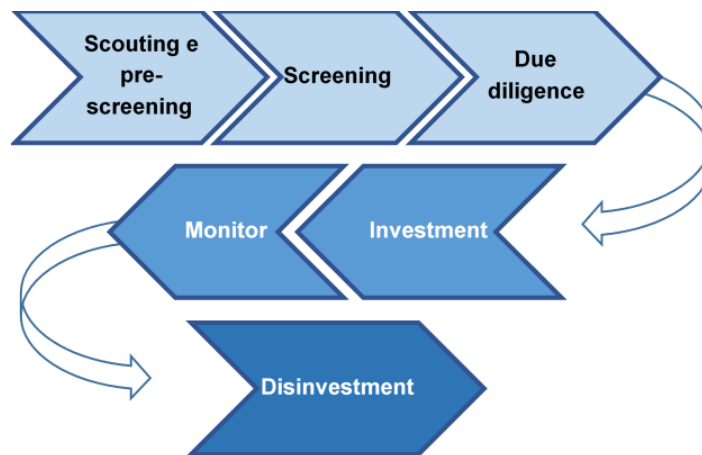 Scouting e
pre-
screening
Screening
Due
diligence
Monitor
Investment
Disinvestment